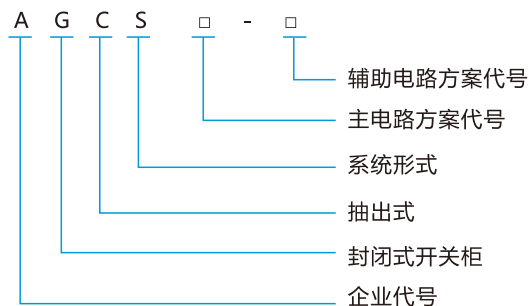 A G C S □ - □
辅助电路方案代号
主电路方案代号
系统形式
抽出式
封闭式开关柜
企业代号